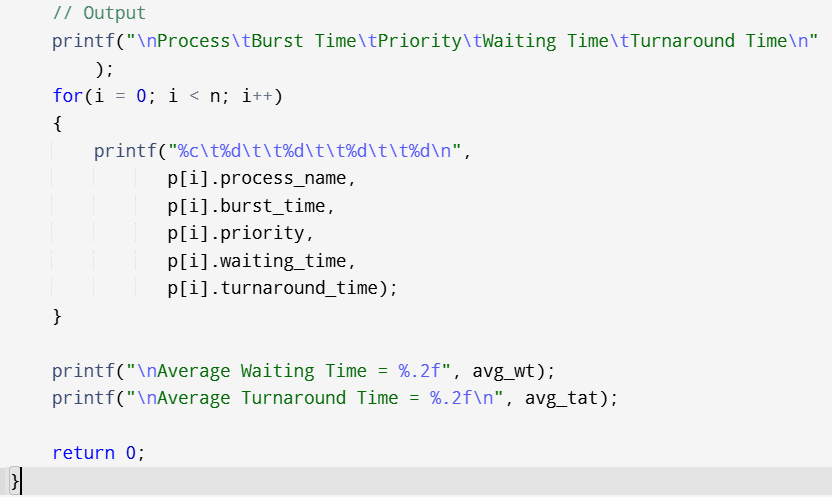 // Output
printf("\nProcess\tBurst Time\tPriority\tWaiting Time\tTurnaround Time\n"
    );
for(i = 0; i < n; i++)
{
    printf("%c\t%d\t\t%d\t\t%d\t\t%d\n",
           p[i].process_name,
           p[i].burst_time,
           p[i].priority,
           p[i].waiting_time,
           p[i].turnaround_time);
}
printf("\nAverage Waiting Time = %.2f", avg_wt);
printf("\nAverage Turnaround Time = %.2f\n", avg_tat);
return 0;
}